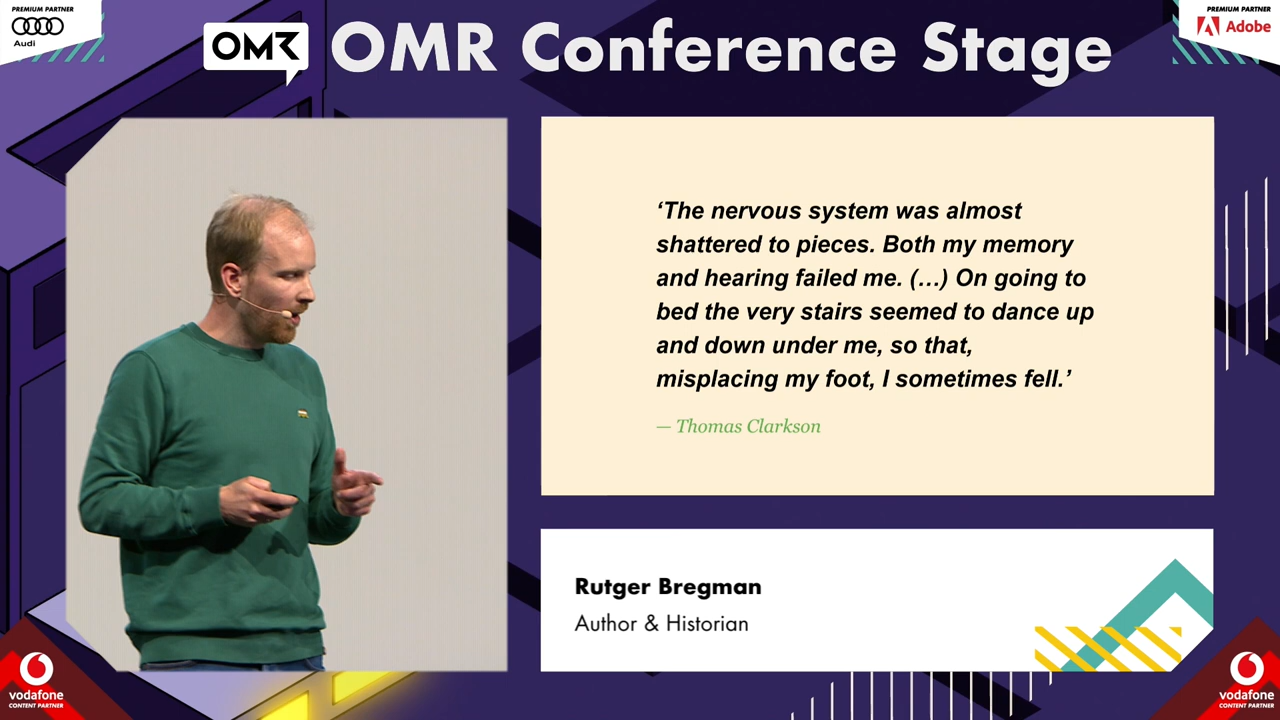 PREMIUM PARTNER
Audi
OMR
OMR Conference Stage
PREMIUM PARTNER
Adobe
‘The nervous system was almost
shattered to pieces. Both my memory
and hearing failed me. (…) On going to
bed the very stairs seemed to dance up
and down under me, so that,
misplacing my foot, I sometimes fell.’
— Thomas Clarkson
Rutger Bregman
Author & Historian
vodafone
CONTENT PARTNER
vodafone
CONTENT PARTNER